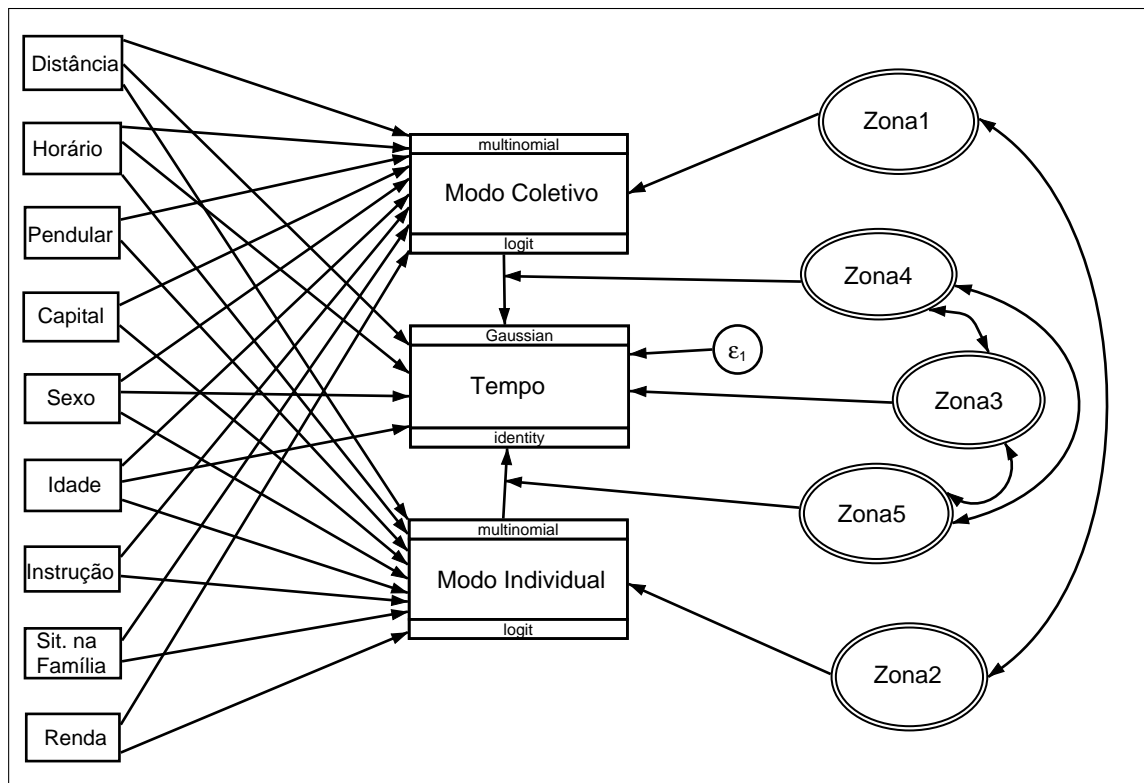 Distância
Horário
Pendular
Capital
Sexo
Idade
Instrução
Sit. na
Família
Renda
multinomial
Modo Coletivo
logit
Gaussian
Tempo
identity
multinomial
Modo Individual
logit
ε1
Zona1
Zona4
Zona3
Zona5
Zona2